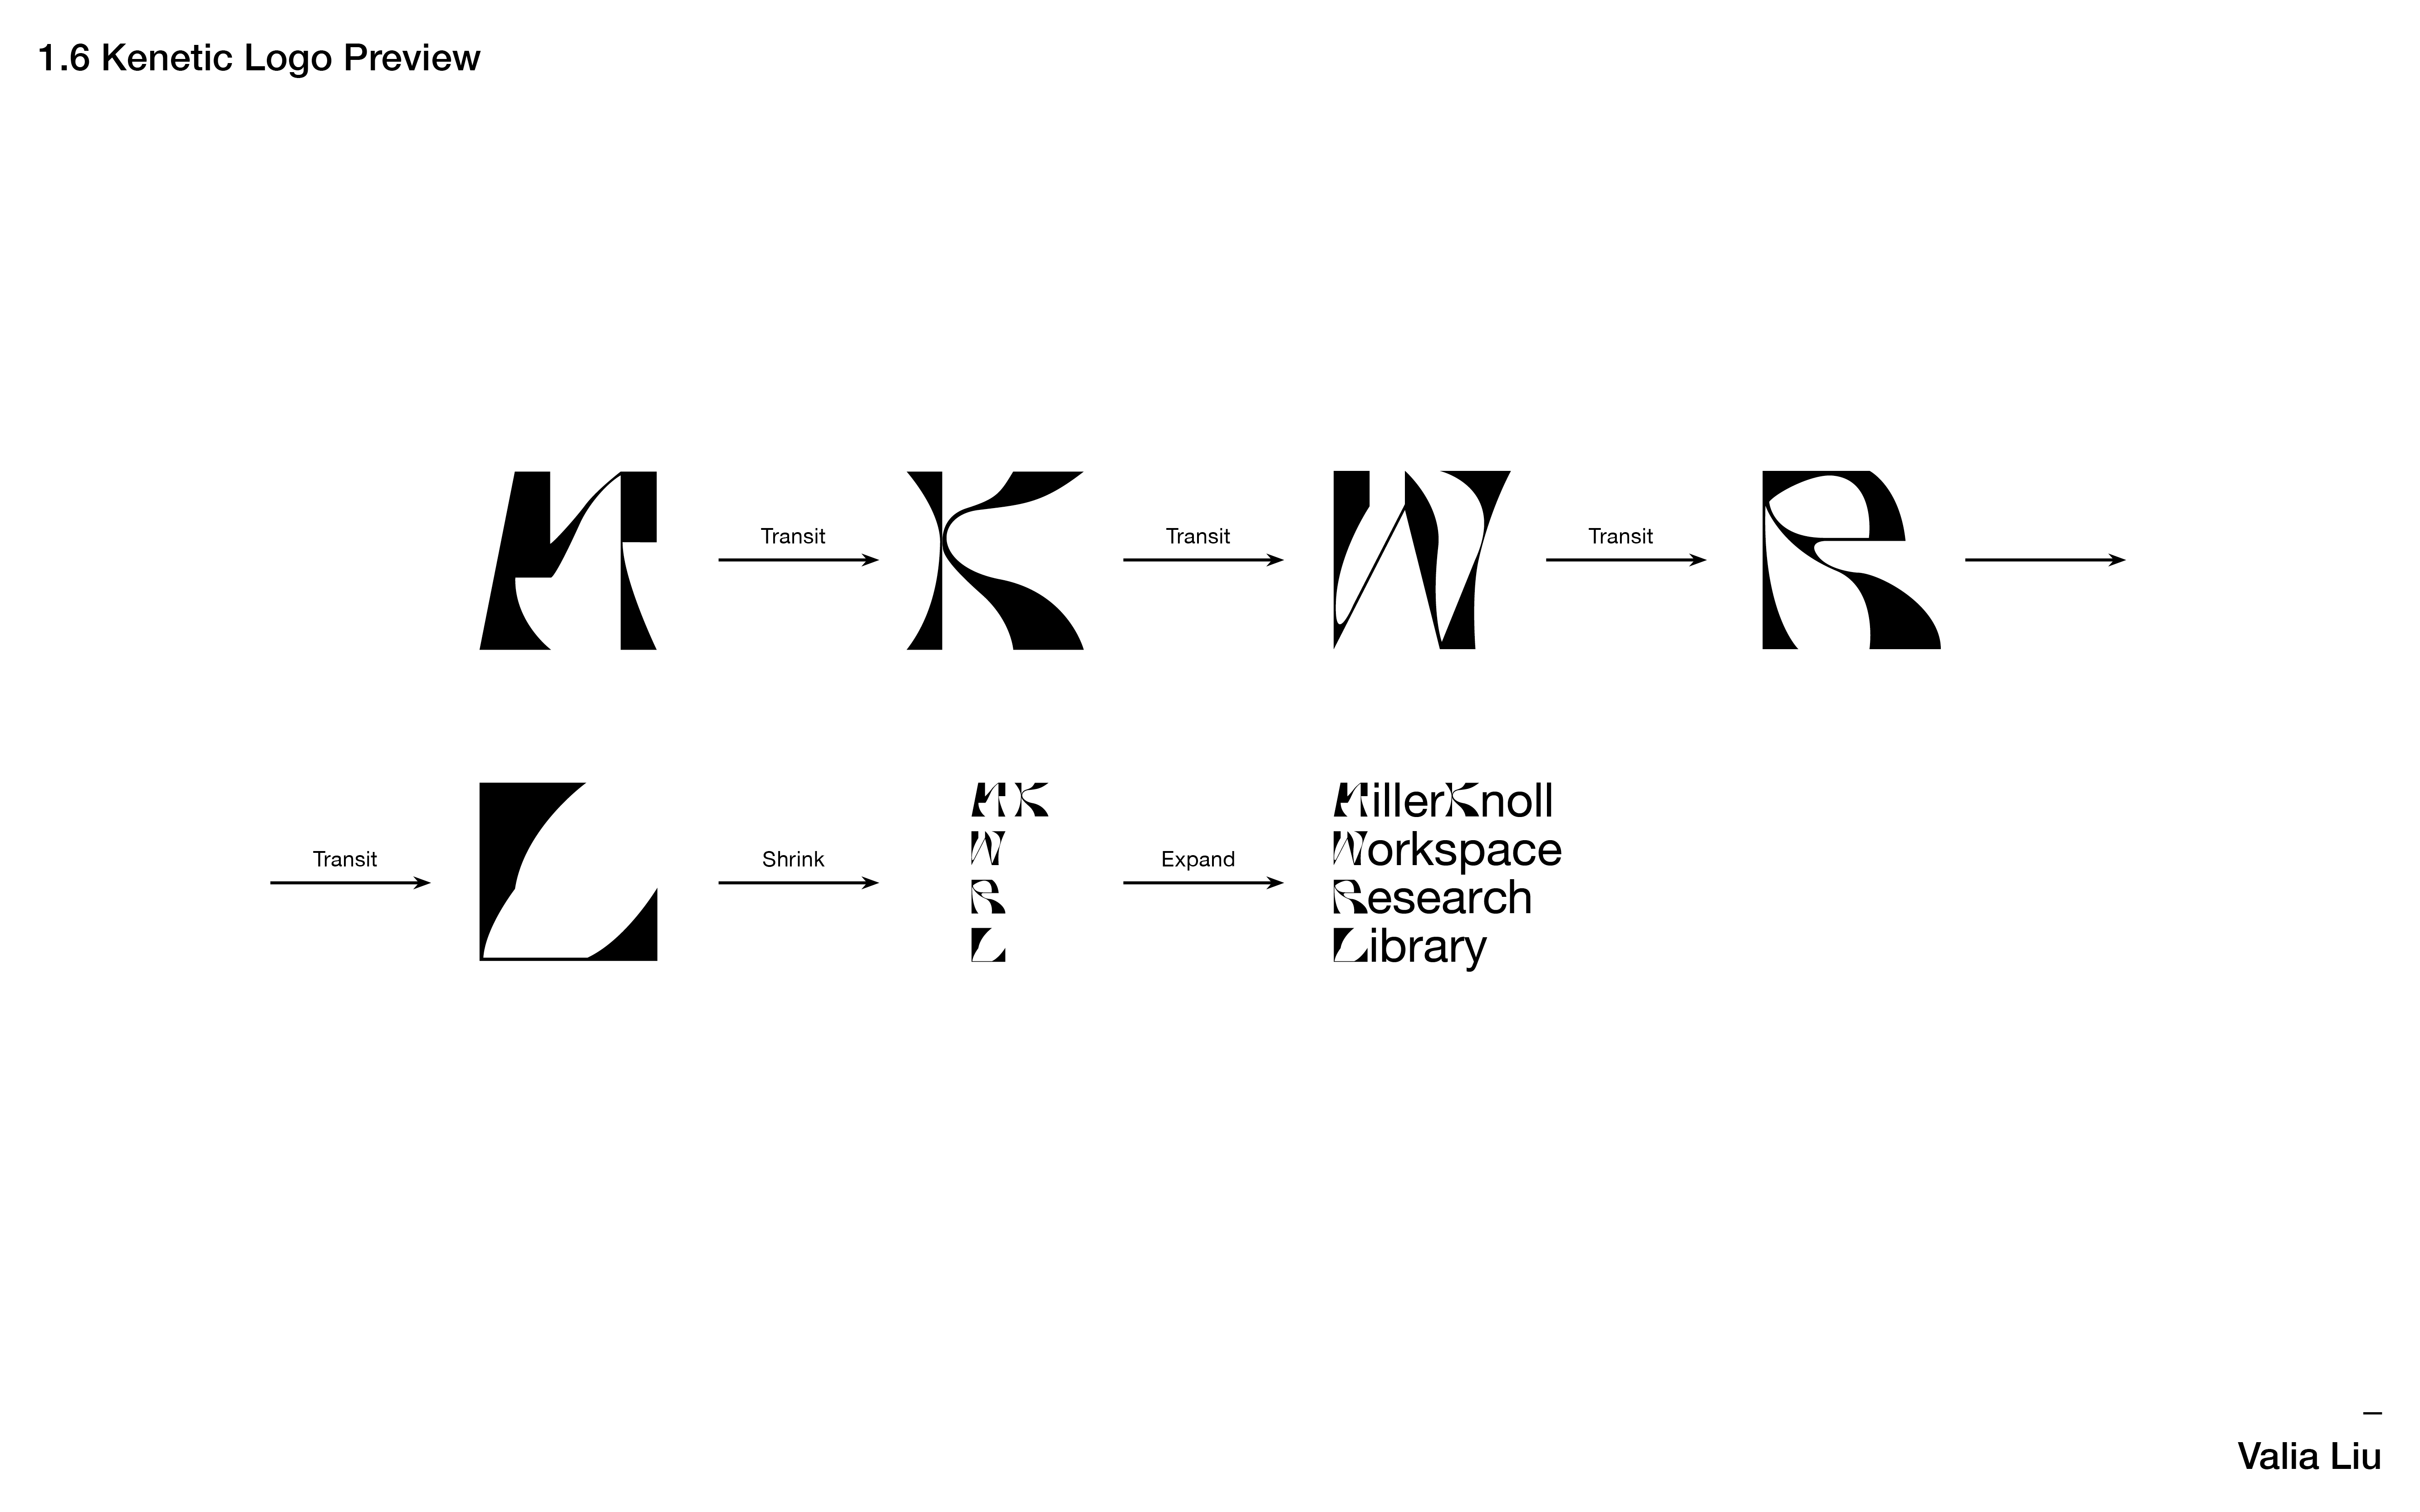 1.6 Kenetic Logo Preview
M Transit K Transit W Transit R
Transit L Shrink MK Expand MillerKnoll
W Workspace
R Research
L Library
Valia Liu